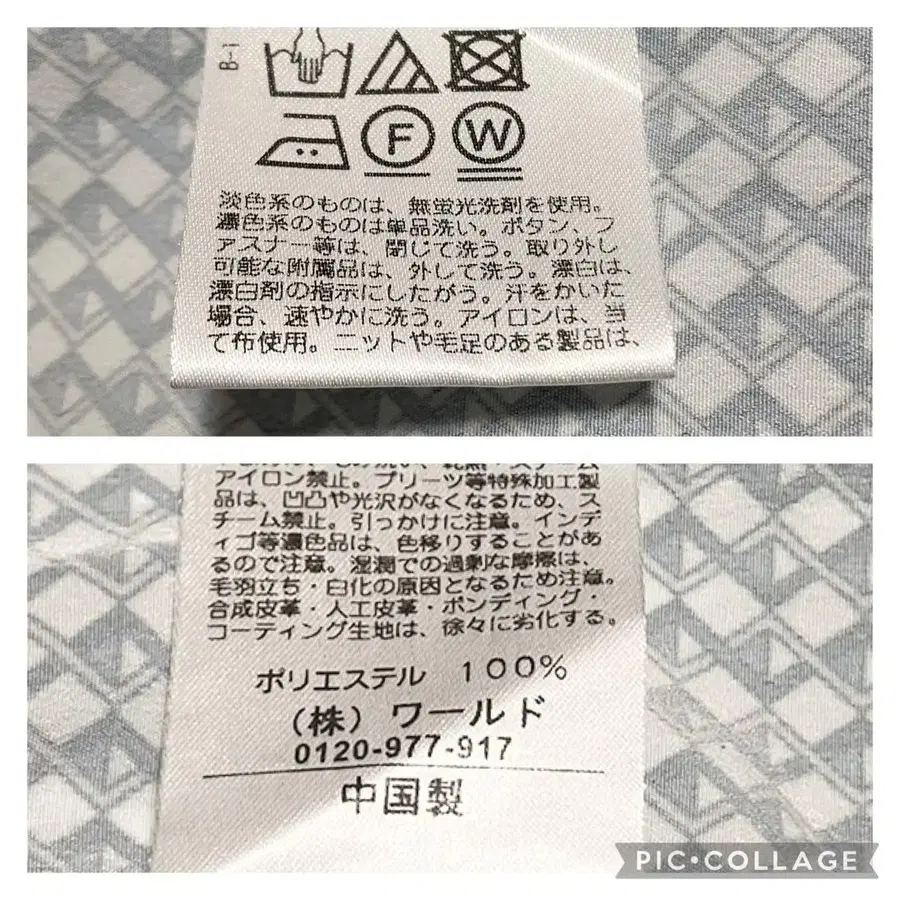 B-1
F
W
淡色系のものは、無蛍光洗剤を使用。
濃色系のものは単品洗い。ボタン、フ
ァスナー等は、閉じて洗う。取り外し
可能な附属品は、外して洗う。漂白は、
漂白剤の指示にしたがう。汗をかいた
場合、速やかに洗う。アイロンは、当
て布使用。ニットや毛足のある製品は、
アイロン禁止。プリーツ等特殊加工製
品は、凹凸や光沢がなくなるため、ス
チーム禁止。引っかけに注意。インデ
ィゴ等濃色品は、色移りすることがあ
るので注意。湿潤での過剰な摩擦は、
毛羽立ち・白化の原因となるため注意。
合成皮革・人工皮革・ボンディング・
コーティング生地は、徐々に劣化する。
ポリエステル 100%
（株）ワールド
0120-977-917
中国製
PIC•COLLAGE